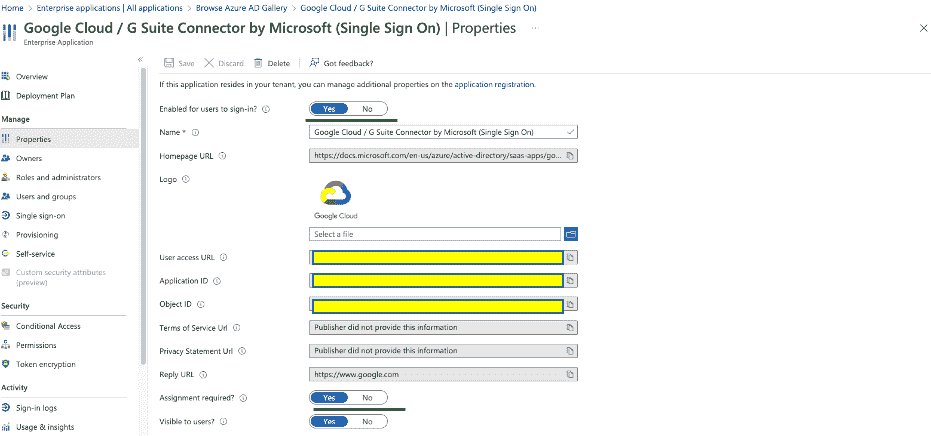 Home > Enterprise applications | All applications > Browse Azure AD Gallery > Google Cloud / G Suite Connector by Microsoft (Single Sign On)
Google Cloud / G Suite Connector by Microsoft (Single Sign On) | Properties ...
Enterprise Application
Save Discard Delete Got feedback?
If this application resides in your tenant, you can manage additional properties on the application registration.
Overview
Deployment Plan
Manage
Properties
Owners
Roles and administrators
Users and groups
Single sign-on
Provisioning
Self-service
Custom security attributes
(preview)
Security
Conditional Access
Permissions
Token encryption
Activity
Sign-in logs
Usage & insights
Enabled for users to sign-in? Yes No
Name * Google Cloud / G Suite Connector by Microsoft (Single Sign On)
Homepage URL https://docs.microsoft.com/en-us/azure/active-directory/saas-apps/go...
Logo
Google Cloud
Select a file
User access URL
Application ID
Object ID
Terms of Service Url Publisher did not provide this information
Privacy Statement Url Publisher did not provide this information
Reply URL https://www.google.com
Assignment required? Yes No
Visible to users? Yes No